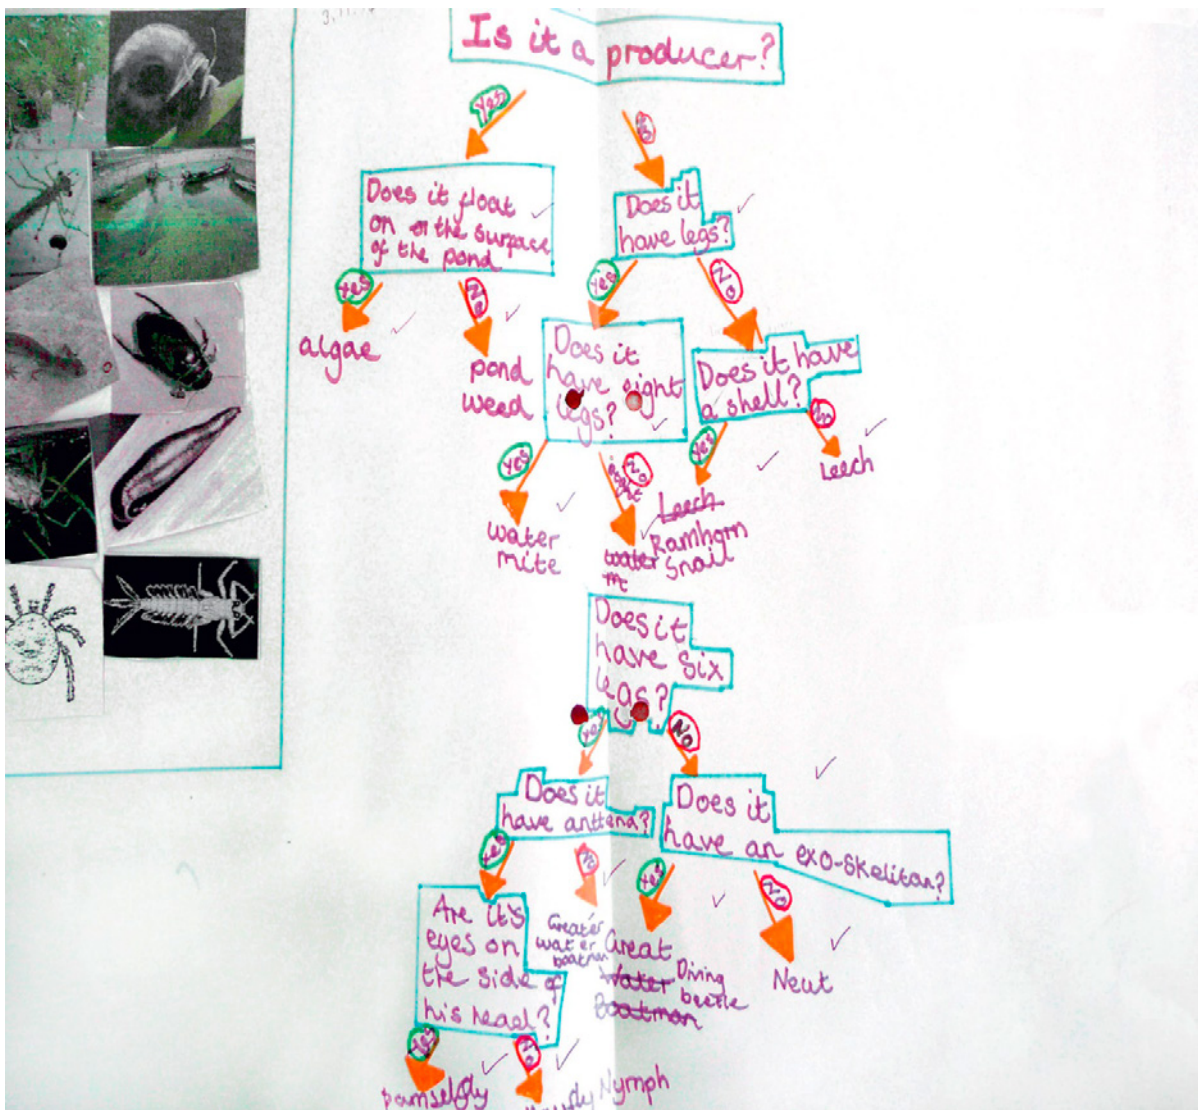 Is it a producer?
Yes
No
Does it float
on the surface
of the pond
Does it
have legs?
Yes
No
Yes
No
algae
pond
weed
Does it
have eight
legs?
Does it have
a shell?
Yes
No
Yes
No
Leech
water
mite
Leech
Ramhorn
Snail
water
Does it
have six
legs?
Yes
No
Does it
have anttena?
Does it
have an exo-skelitan?
Yes
No
Yes
No
Are it's
eyes on
the side of
his head?
Greater
water
boatman
Great
Water Diving
beetle
Boatman
Neut
Yes
No
Damselfly
Nymph